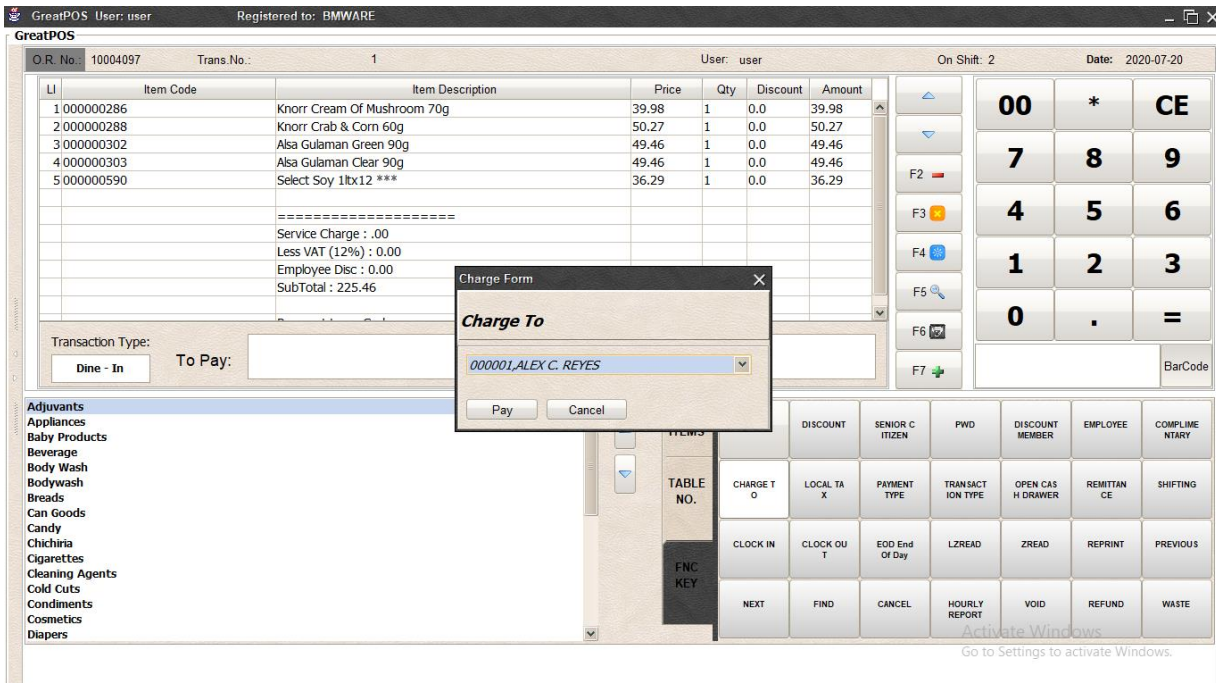 GreatPOS User: user Registered to: BMWARE
GreatPOS
O.R. No.: 10004097 Trans.No.: 1 User: user On Shift: 2 Date: 2020-07-20
LI Item Code Item Description Price Qty Discount Amount
1 000000286 Knorr Cream Of Mushroom 70g 39.98 1 0.0 39.98
2 000000288 Knorr Crab & Corn 60g 50.27 1 0.0 50.27
3 000000302 Alsa Gulaman Green 90g 49.46 1 0.0 49.46
4 000000303 Alsa Gulaman Clear 90g 49.46 1 0.0 49.46
5 000000590 Select Soy 1ltx12 *** 36.29 1 0.0 36.29
====================
Service Charge : .00
Less VAT (12%) : 0.00
Employee Disc : 0.00
SubTotal : 225.46
Transaction Type:
Dine - In
To Pay:
F2
F3
F4
F5
F6
F7
00 * CE
7 8 9
4 5 6
1 2 3
0 . =
BarCode
Charge Form
Charge To
000001,ALEX C. REYES
Pay Cancel
Adjuvants
Appliances
Baby Products
Beverage
Body Wash
Bodywash
Breads
Can Goods
Candy
Chichiria
Cigarettes
Cleaning Agents
Cold Cuts
Condiments
Cosmetics
Diapers
ITEMS
TABLE
NO.
FNC
KEY
DISCOUNT
SENIOR C
ITIZEN
PWD
DISCOUNT
MEMBER
EMPLOYEE
COMPLIME
NTARY
CHARGE T
O
LOCAL TA
X
PAYMENT
TYPE
TRANSACT
ION TYPE
OPEN CAS
H DRAWER
REMITTAN
CE
SHIFTING
CLOCK IN
CLOCK OU
T
EOD End
Of Day
LZREAD
ZREAD
REPRINT
PREVIOUS
NEXT
FIND
CANCEL
HOURLY
REPORT
VOID
REFUND
WASTE
Activate Windows
Go to Settings to activate Windows.